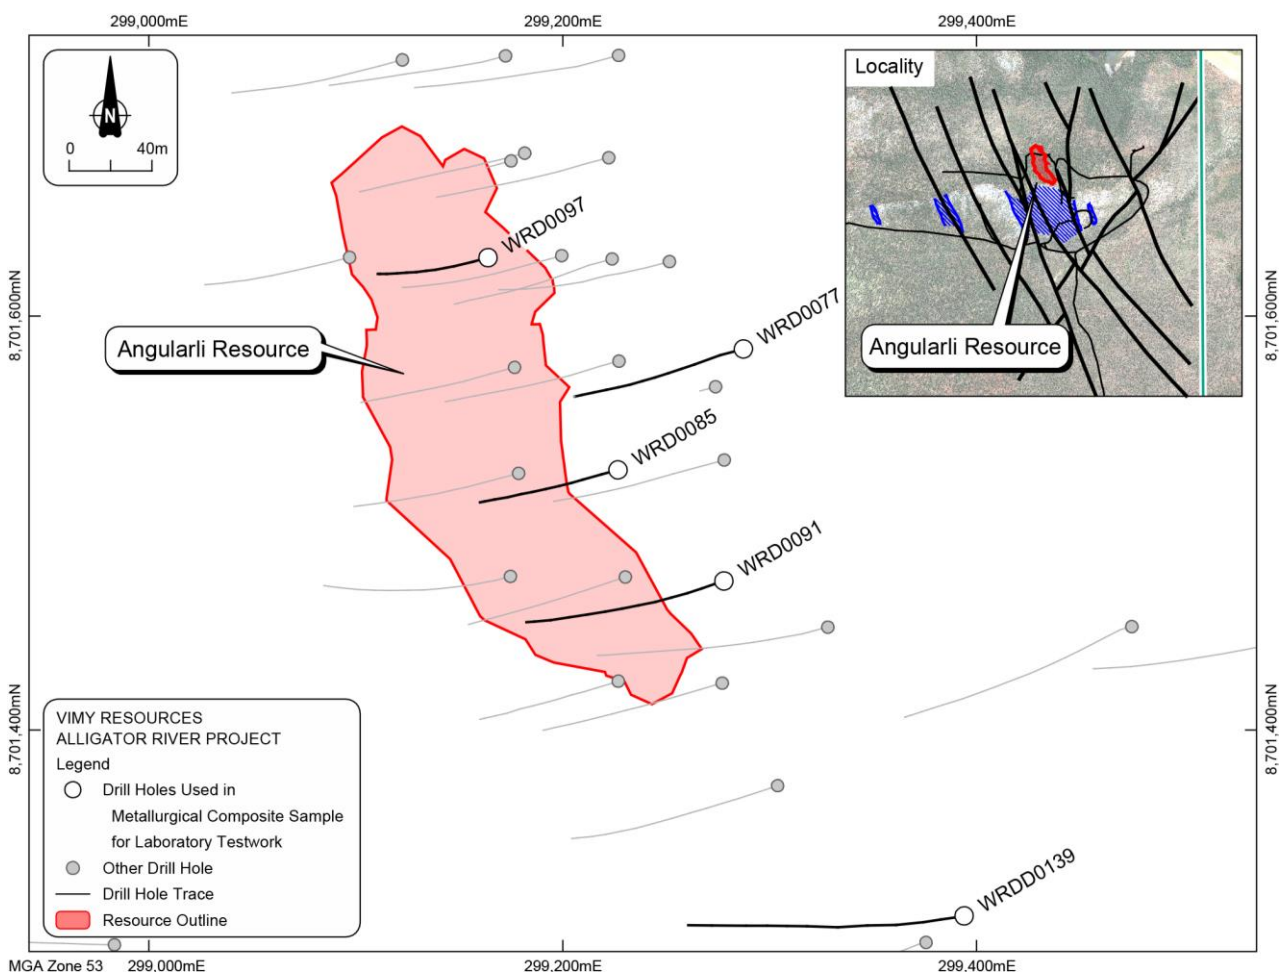 299,000mE
299,200mE
299,400mE
N
0
40m
Locality
Angularli Resource
WRD0097
WRD0077
WRD0085
WRD0091
WRDD0139
Angularli Resource
8,701,600mN
8,701,600mN
8,701,400mN
8,701,400mN
VIMY RESOURCES
ALLIGATOR RIVER PROJECT
Legend
Drill Holes Used in
Metallurgical Composite Sample
for Laboratory Testwork
Other Drill Hole
Drill Hole Trace
Resource Outline
MGA Zone 53
299,000mE
299,200mE
299,400mE